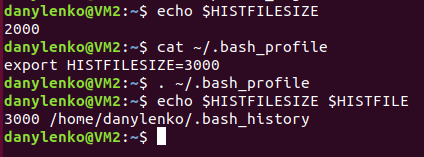 danylenko@VM2:~$ echo $HISTFILESIZE
2000
danylenko@VM2:~$ cat ~/.bash_profile
export HISTFILESIZE=3000
danylenko@VM2:~$ . ~/.bash_profile
danylenko@VM2:~$ echo $HISTFILESIZE $HISTFILE
3000 /home/danylenko/.bash_history
danylenko@VM2:~$